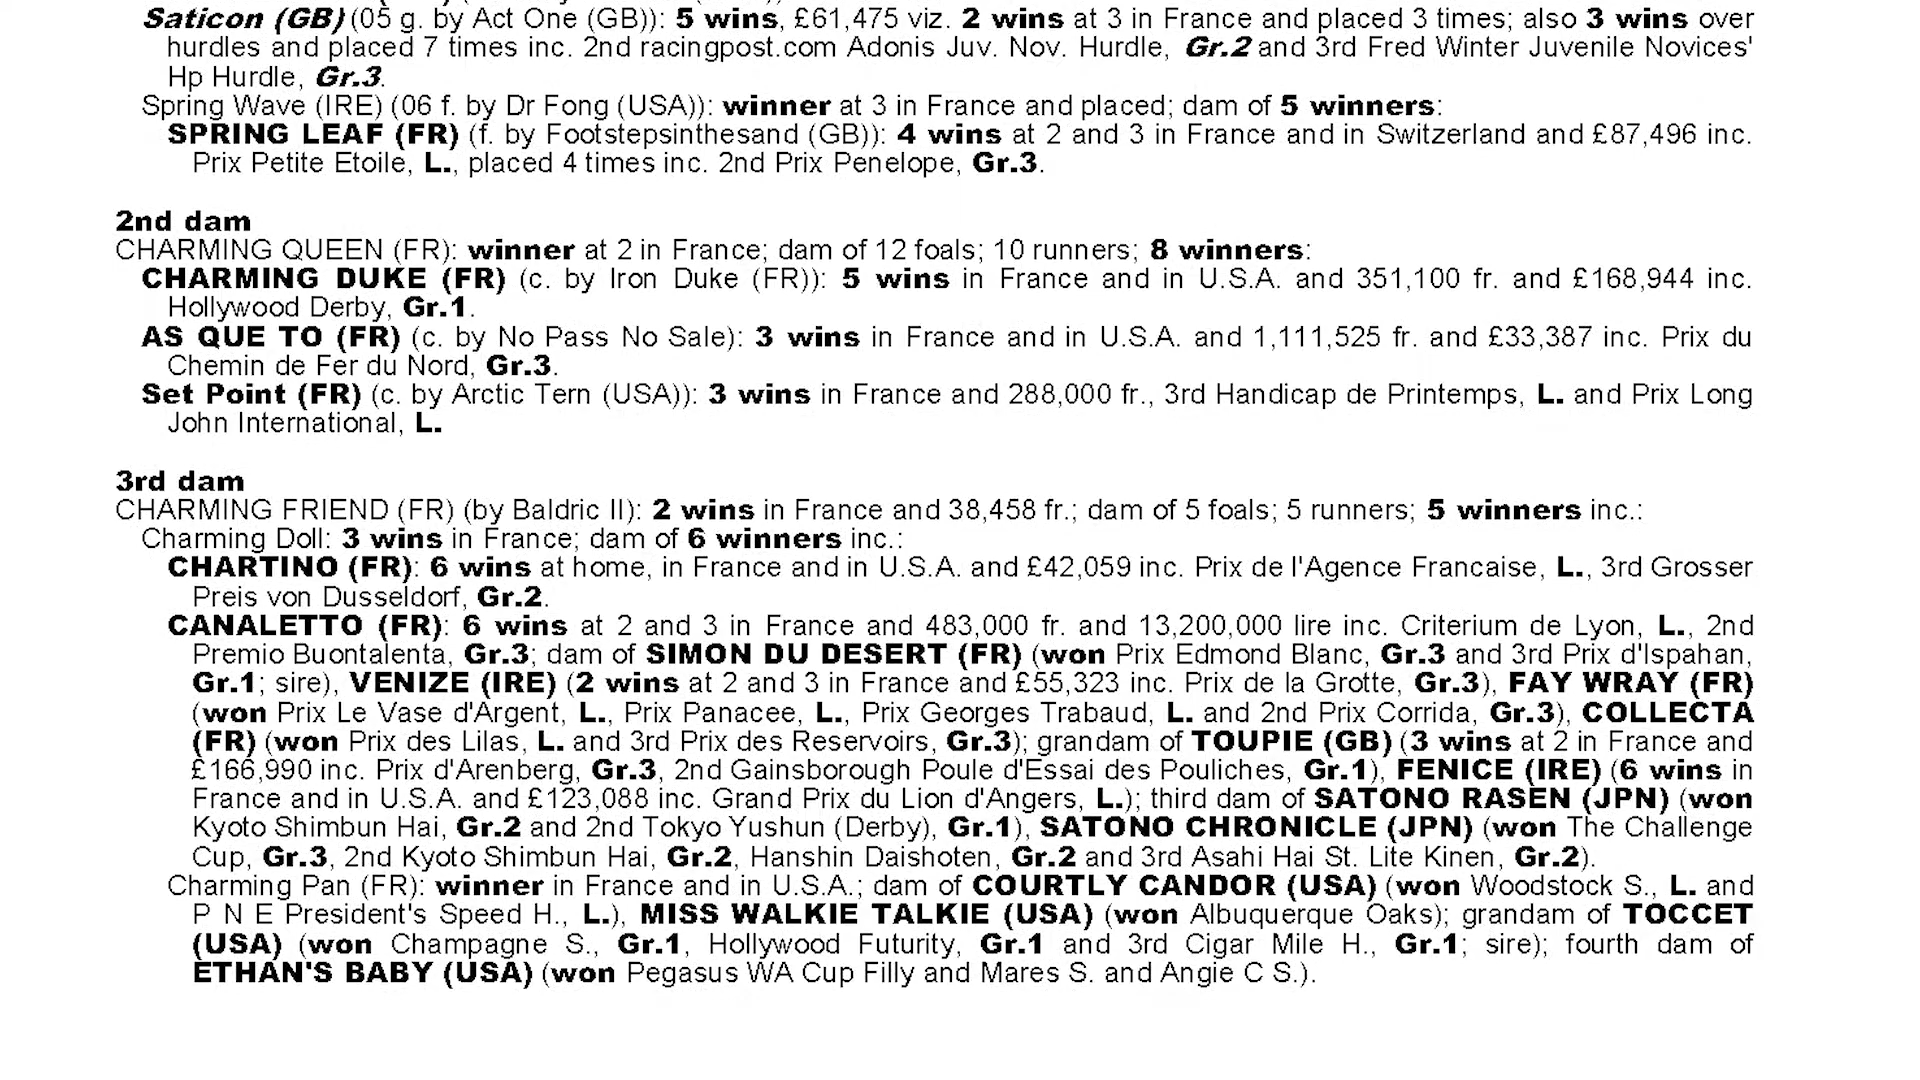 Saticon (GB) (05 g. by Act One (GB)): 5 wins, £61,475 viz. 2 wins at 3 in France and placed 3 times; also 3 wins over
hurdles and placed 7 times inc. 2nd racingpost.com Adonis Juv. Nov. Hurdle, Gr.2 and 3rd Fred Winter Juvenile Novices'
Hp Hurdle, Gr.3.
Spring Wave (IRE) (06 f. by Dr Fong (USA)): winner at 3 in France and placed; dam of 5 winners:
SPRING LEAF (FR) (f. by Footstepsinthesand (GB)): 4 wins at 2 and 3 in France and in Switzerland and £87,496 inc.
Prix Petite Etoile, L., placed 4 times inc. 2nd Prix Penelope, Gr.3.
2nd dam
CHARMING QUEEN (FR): winner at 2 in France; dam of 12 foals; 10 runners; 8 winners:
CHARMING DUKE (FR) (c. by Iron Duke (FR)): 5 wins in France and in U.S.A. and 351,100 fr. and £168,944 inc.
Hollywood Derby, Gr.1.
AS QUE TO (FR) (c. by No Pass No Sale): 3 wins in France and in U.S.A. and 1,111,525 fr. and £33,387 inc. Prix du
Chemin de Fer du Nord, Gr.3.
Set Point (FR) (c. by Arctic Tern (USA)): 3 wins in France and 288,000 fr., 3rd Handicap de Printemps, L. and Prix Long
John International, L.
3rd dam
CHARMING FRIEND (FR) (by Baldric II): 2 wins in France and 38,458 fr.; dam of 5 foals; 5 runners; 5 winners inc.:
Charming Doll: 3 wins in France; dam of 6 winners inc.:
CHARTINO (FR): 6 wins at home, in France and in U.S.A. and £42,059 inc. Prix de l'Agence Francaise, L., 3rd Grosser
Preis von Dusseldorf, Gr.2.
CANALETTO (FR): 6 wins at 2 and 3 in France and 483,000 fr. and 13,200,000 lire inc. Criterium de Lyon, L., 2nd
Premio Buontalenta, Gr.3; dam of SIMON DU DESERT (FR) (won Prix Edmond Blanc, Gr.3 and 3rd Prix d'Ispahan,
Gr.1; sire), VENIZE (IRE) (2 wins at 2 and 3 in France and £55,323 inc. Prix de la Grotte, Gr.3), FAY WRAY (FR)
(won Prix Le Vase d'Argent, L., Prix Panacee, L., Prix Georges Trabaud, L. and 2nd Prix Corrida, Gr.3), COLLECTA
(FR) (won Prix des Lilas, L. and 3rd Prix des Reservoirs, Gr.3); grandam of TOUPIE (GB) (3 wins at 2 in France and
£166,990 inc. Prix d'Arenberg, Gr.3, 2nd Gainsborough Poule d'Essai des Pouliches, Gr.1), FENICE (IRE) (6 wins in
France and in U.S.A. and £123,088 inc. Grand Prix du Lion d'Angers, L.); third dam of SATONO RASEN (JPN) (won
Kyoto Shimbun Hai, Gr.2 and 2nd Tokyo Yushun (Derby), Gr.1), SATONO CHRONICLE (JPN) (won The Challenge
Cup, Gr.3, 2nd Kyoto Shimbun Hai, Gr.2, Hanshin Daishoten, Gr.2 and 3rd Asahi Hai St. Lite Kinen, Gr.2).
Charming Pan (FR): winner in France and in U.S.A.; dam of COURTLY CANDOR (USA) (won Woodstock S., L. and
P N E President's Speed H., L.), MISS WALKIE TALKIE (USA) (won Albuquerque Oaks); grandam of TOCCET
(USA) (won Champagne S., Gr.1, Hollywood Futurity, Gr.1 and 3rd Cigar Mile H., Gr.1; sire); fourth dam of
ETHAN'S BABY (USA) (won Pegasus WA Cup Filly and Mares S. and Angie C S.).